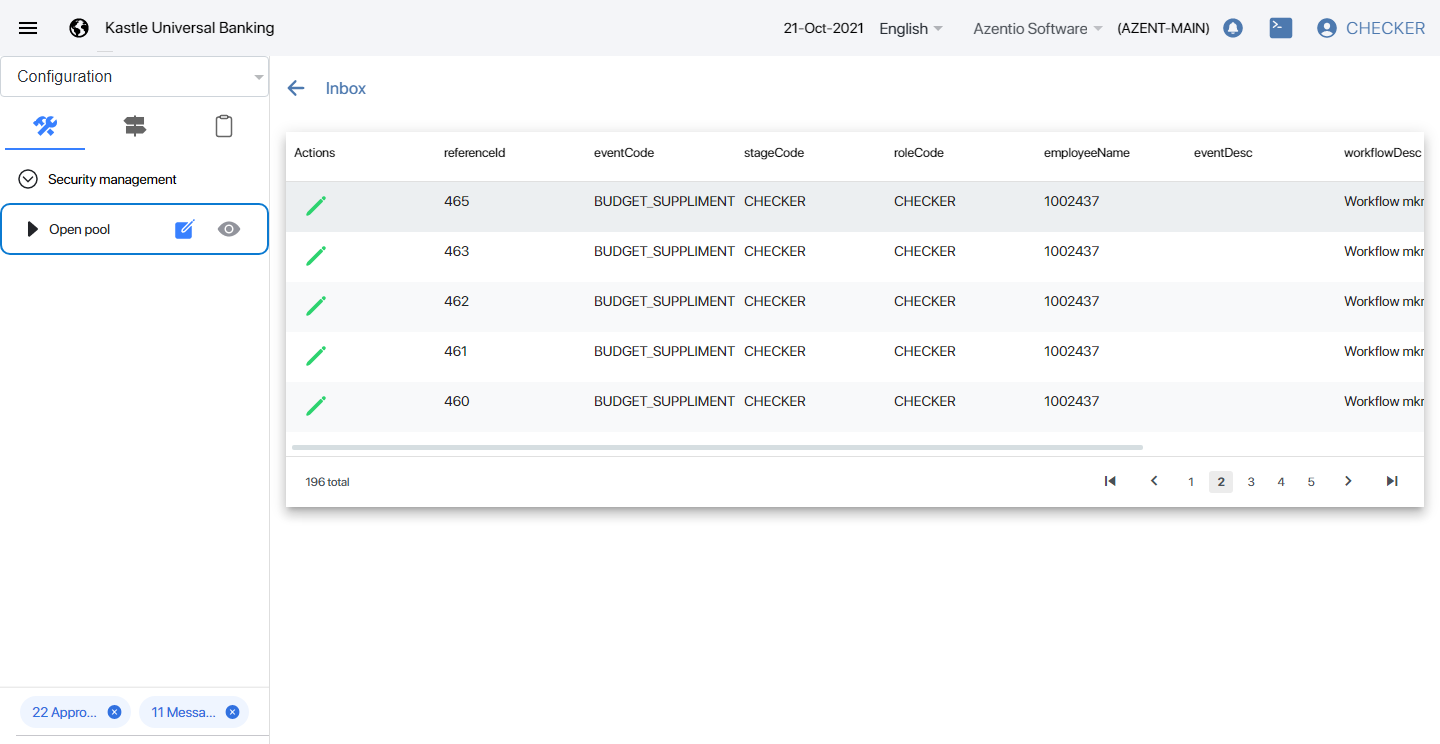 Kastle Universal Banking 21-Oct-2021 English Azentio Software (AZENT-MAIN) CHECKER
Configuration
Security management
Open pool
22 Appro... 11 Messa...
Inbox
Actions referenceId eventCode stageCode roleCode employeeName eventDesc workflowDesc
465 BUDGET_SUPPLIMENT CHECKER CHECKER 1002437 Workflow mkr
463 BUDGET_SUPPLIMENT CHECKER CHECKER 1002437 Workflow mkr
462 BUDGET_SUPPLIMENT CHECKER CHECKER 1002437 Workflow mkr
461 BUDGET_SUPPLIMENT CHECKER CHECKER 1002437 Workflow mkr
460 BUDGET_SUPPLIMENT CHECKER CHECKER 1002437 Workflow mkr
196 total 1 2 3 4 5